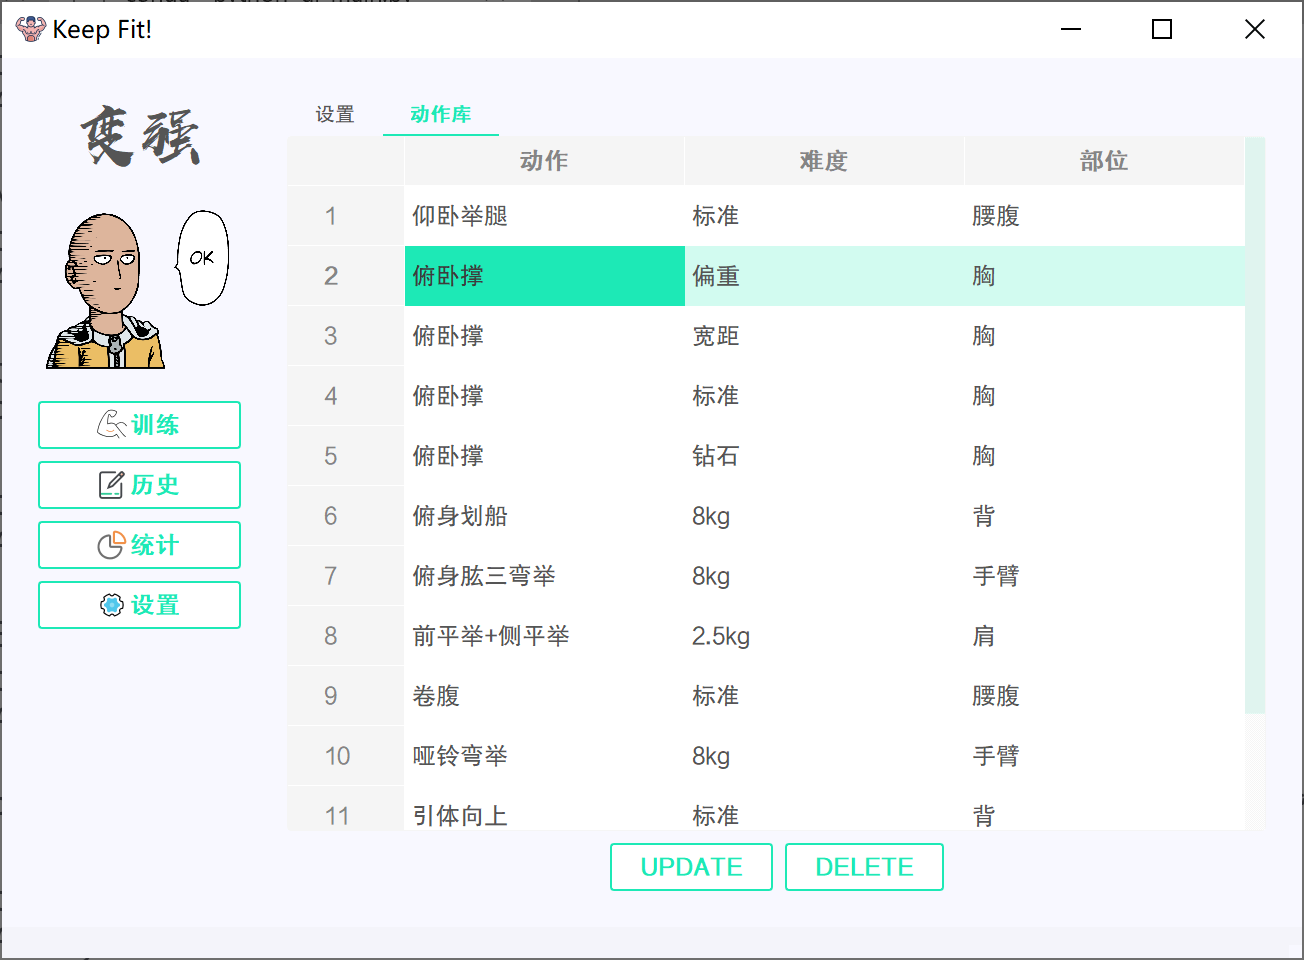 Keep Fit!
变强
OK
训练
历史
统计
设置
设置 动作库
动作 难度 部位
1 仰卧举腿 标准 腰腹
2 俯卧撑 偏重 胸
3 俯卧撑 宽距 胸
4 俯卧撑 标准 胸
5 俯卧撑 钻石 胸
6 俯身划船 8kg 背
7 俯身肱三弯举 8kg 手臂
8 前平举+侧平举 2.5kg 肩
9 卷腹 标准 腰腹
10 哑铃弯举 8kg 手臂
11 引体向上 标准 背
UPDATE DELETE